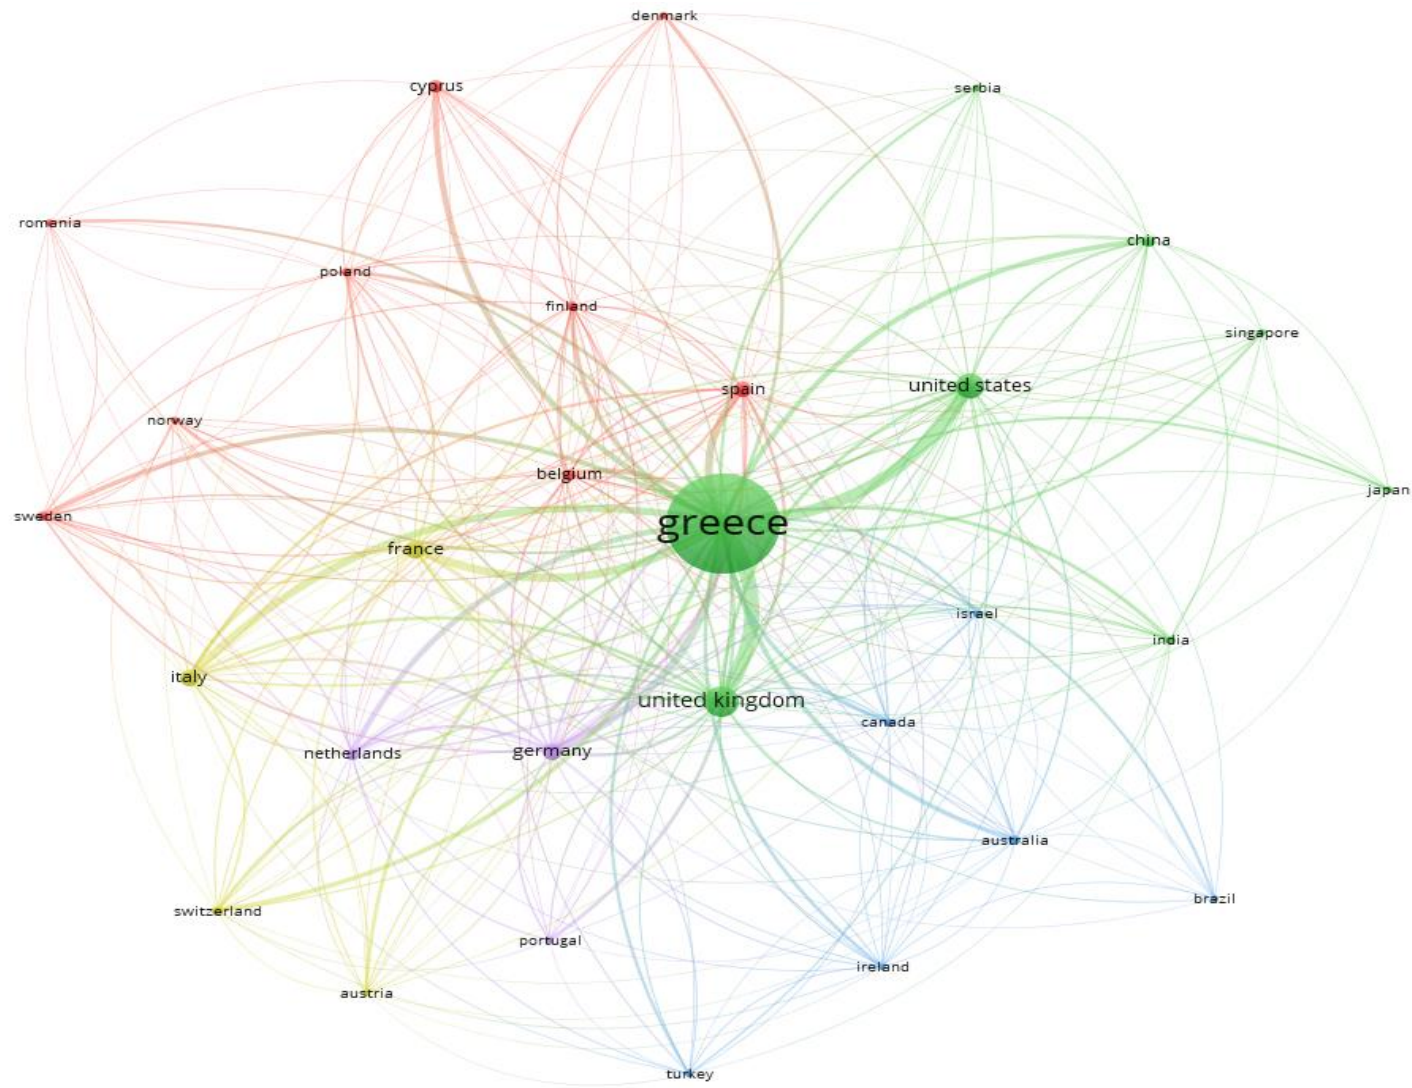 denmark
cyprus
serbia
romania
china
poland
finland
singapore
spain
united states
norway
belgium
japan
sweden
greece
france
israel
india
italy
united kingdom
canada
netherlands
germany
australia
brazil
switzerland
portugal
ireland
austria
turkey